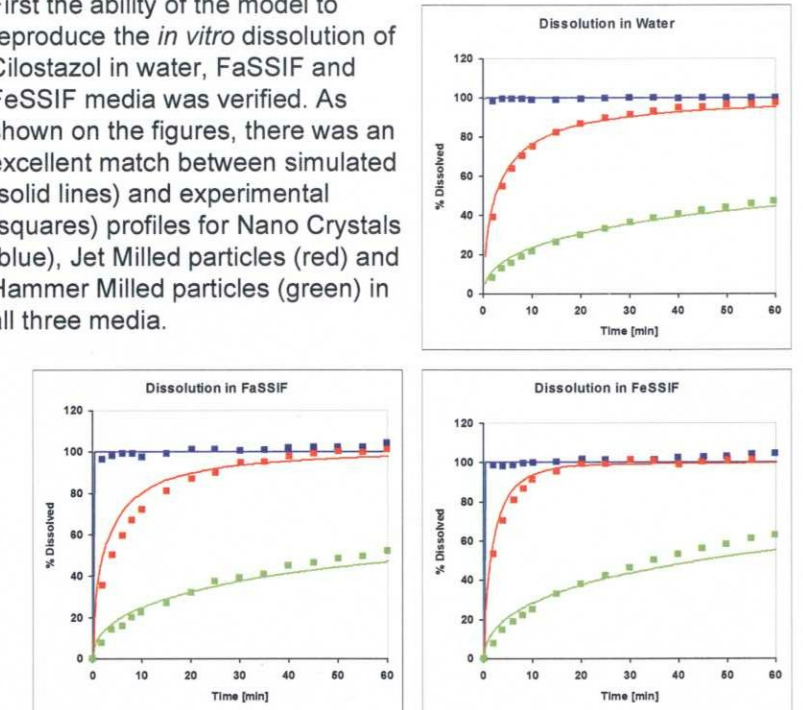 First the ability of the model to
reproduce the in vitro dissolution of
Cilostazol in water, FaSSIF and
FeSSIF media was verified. As
shown on the figures, there was an
excellent match between simulated
(solid lines) and experimental
(squares) profiles for Nano Crystals
(blue), Jet Milled particles (red) and
Hammer Milled particles (green) in
all three media.
Dissolution in Water
% Dissolved
120
100
80
60
40
20
0
0 10 20 30 40 50 60
Time [min]
Dissolution in FaSSIF
% Dissolved
120
100
80
60
40
20
0
0 10 20 30 40 50 60
Time [min]
Dissolution in FeSSIF
% Dissolved
120
100
80
60
40
20
0
0 10 20 30 40 50 60
Time [min]